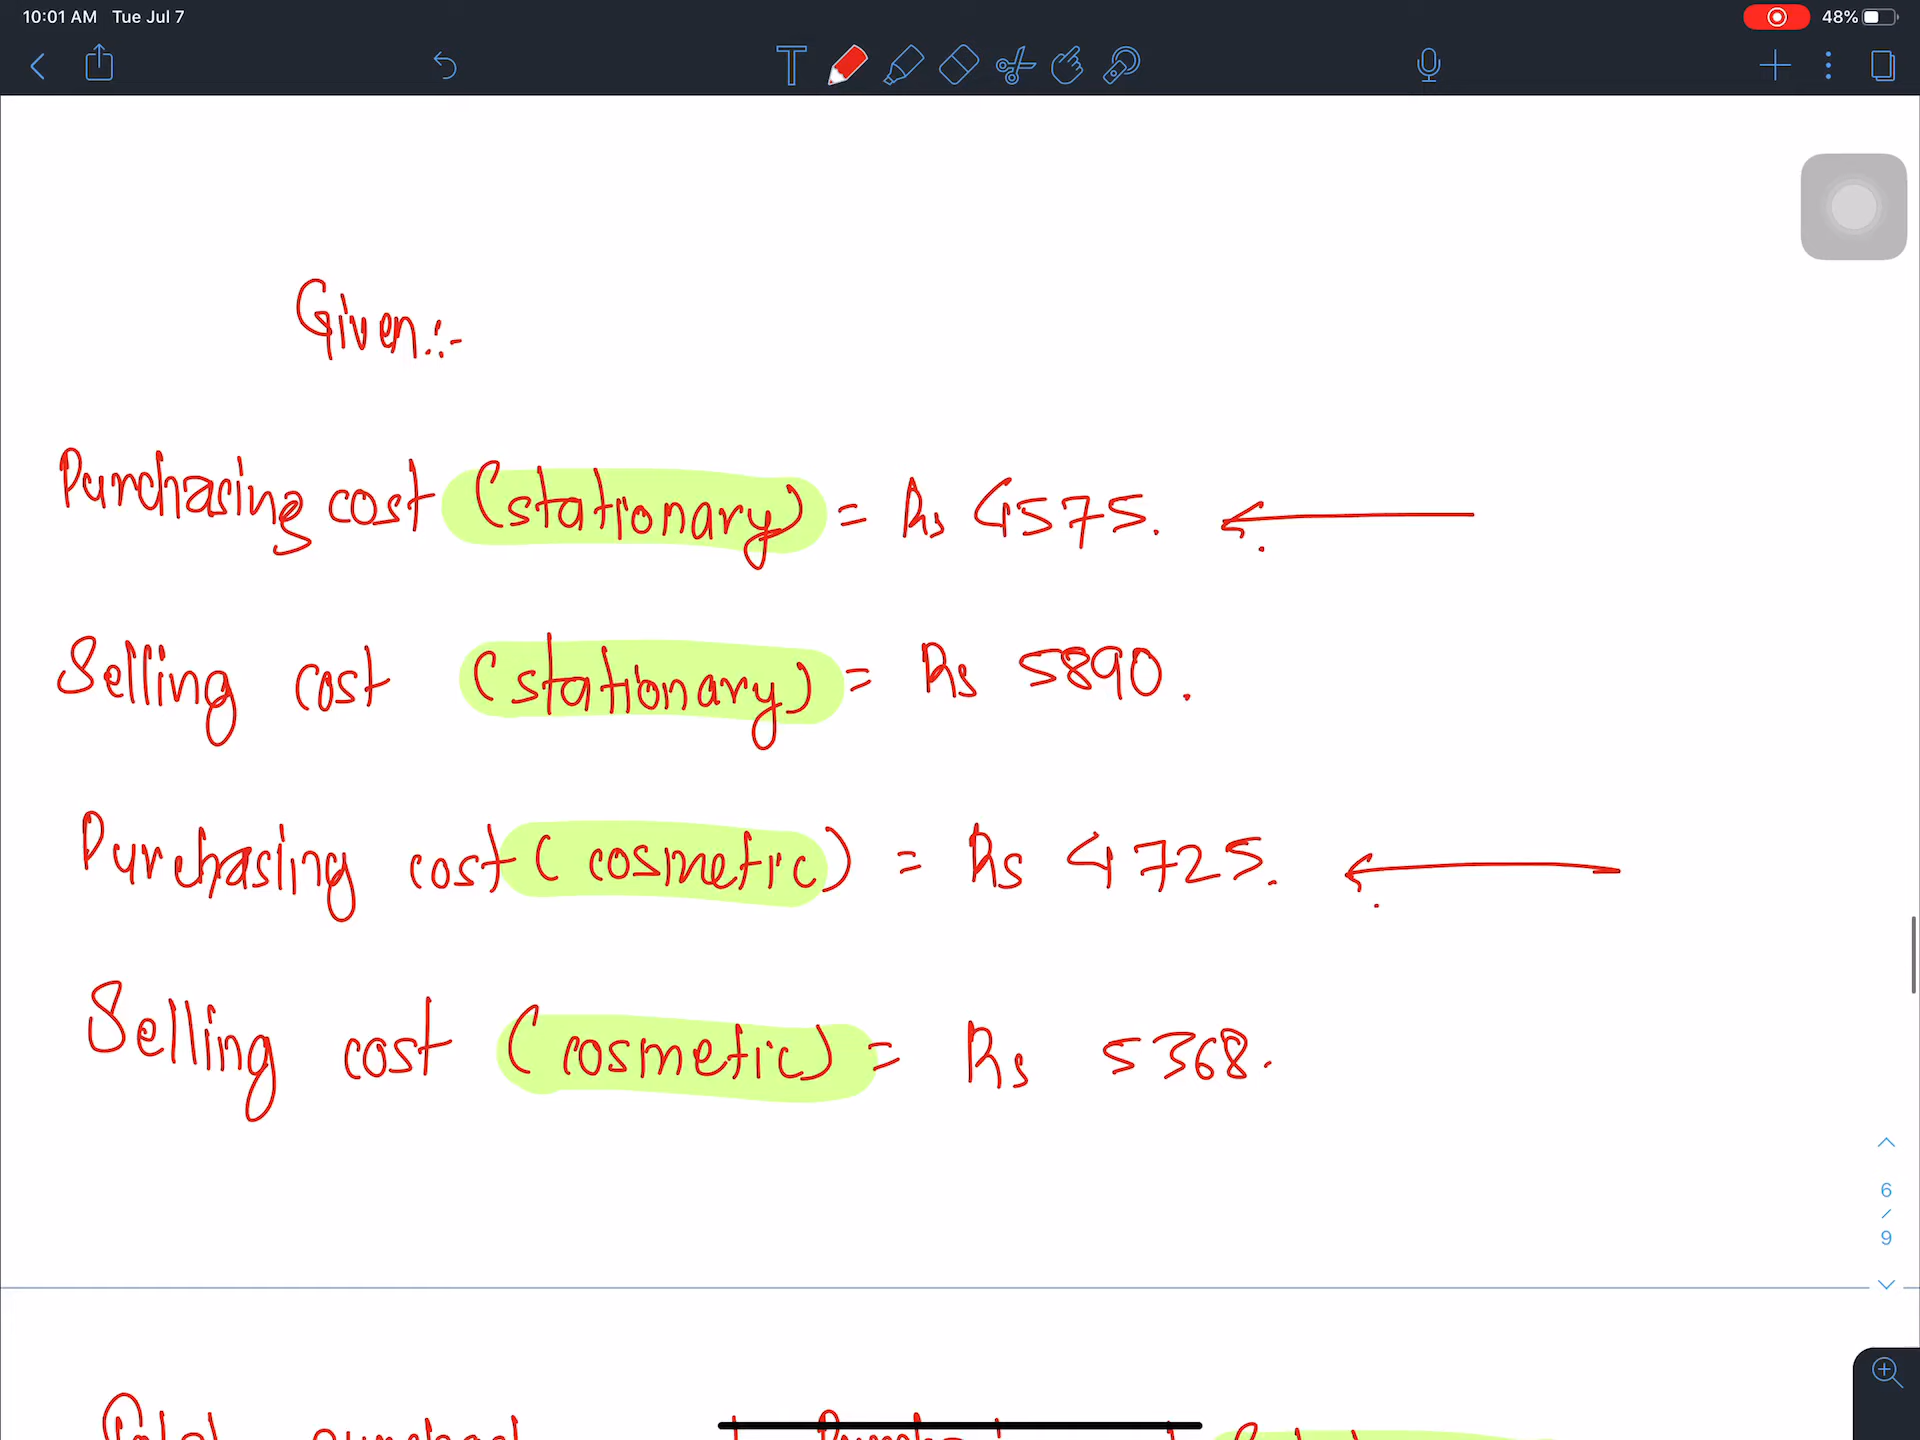 10:01 AM Tue Jul 7
48%
Given:-
Purchasing cost (stationary) = Rs 4575.
Selling cost (stationary) = Rs 5890.
Purchasing cost (cosmetic) = Rs 4725.
Selling cost (cosmetic) = Rs 5368.
6
/
9